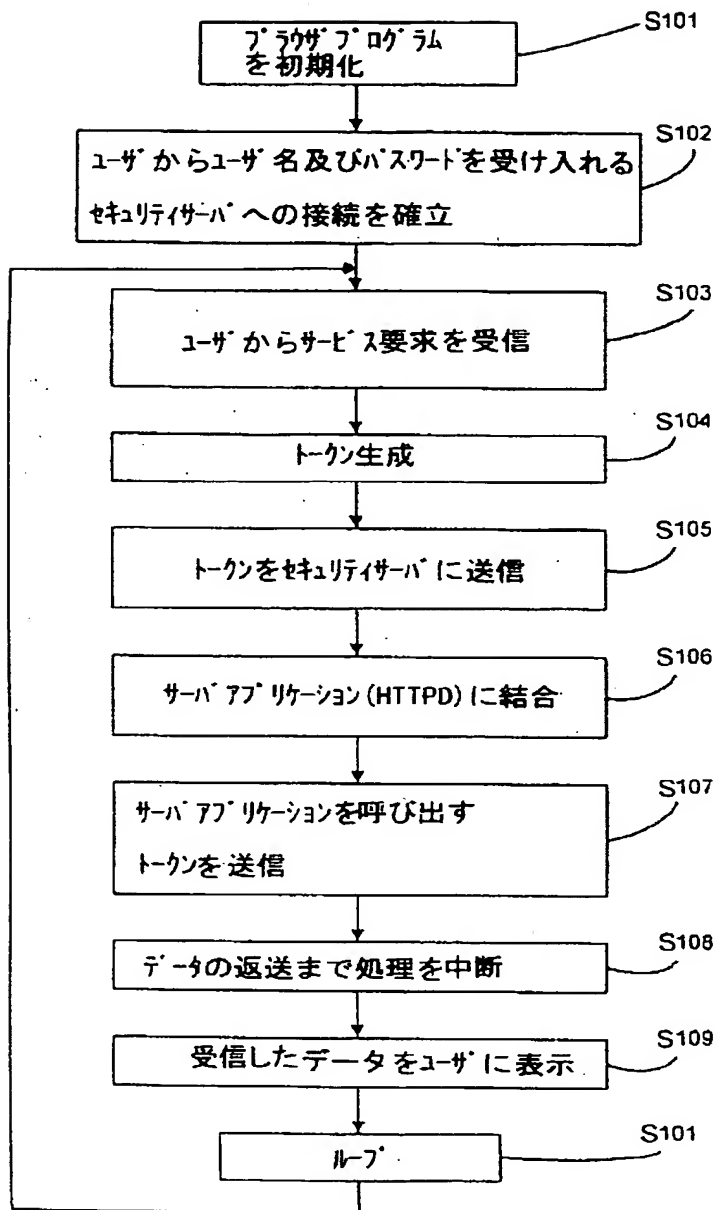 ﾌﾞﾗｳｻﾞﾌﾟﾛｸﾞﾗﾑ
を初期化
S101
ﾕｰｻﾞからﾕｰｻﾞ名及びﾊﾟｽﾜｰﾄﾞを受け入れる
ｾｷｭﾘﾃｨｻｰﾊﾞへの接続を確立
S102
ﾕｰｻﾞからｻｰﾋﾞｽ要求を受信
S103
ﾄｰｸﾝ生成
S104
ﾄｰｸﾝをｾｷｭﾘﾃｨｻｰﾊﾞに送信
S105
ｻｰﾊﾞｱﾌﾟﾘｹｰｼｮﾝ(HTTPD)に結合
S106
ｻｰﾊﾞｱﾌﾟﾘｹｰｼｮﾝを呼び出す
ﾄｰｸﾝを送信
S107
ﾃﾞｰﾀの返送まで処理を中断
S108
受信したデータをﾕｰｻﾞに表示
S109
ﾙｰﾌﾟ
S101